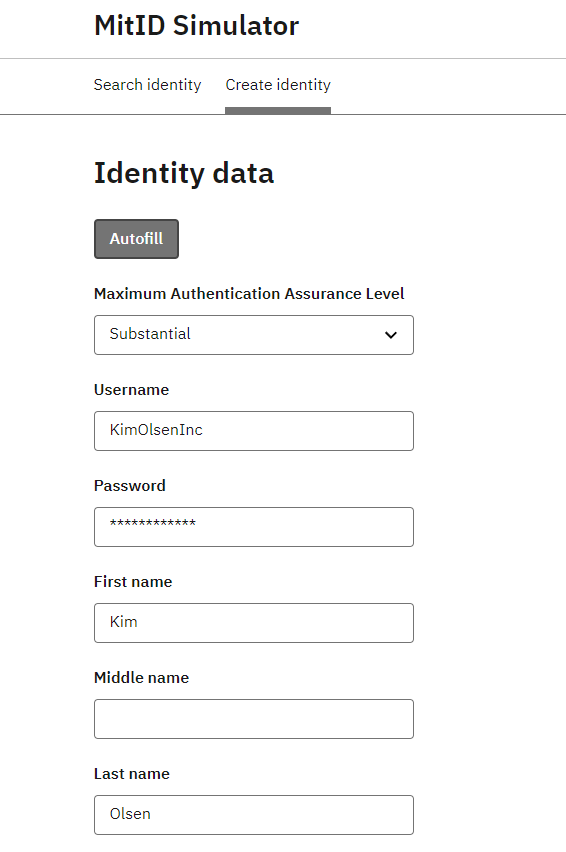 MitID Simulator
Search identity Create identity
Identity data
Autofill
Maximum Authentication Assurance Level
Substantial
Username
KimOlsenInc
Password
************
First name
Kim
Middle name
Last name
Olsen